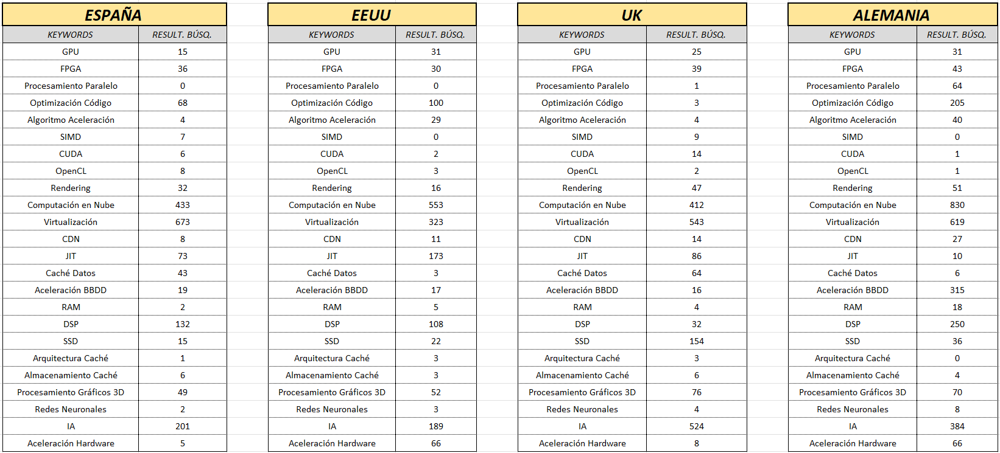 ESPAÑA EEUU UK ALEMANIA
KEYWORDS RESULT. BÚSQ. KEYWORDS RESULT. BÚSQ. KEYWORDS RESULT. BÚSQ. KEYWORDS RESULT. BÚSQ.
GPU 15 GPU 31 GPU 25 GPU 31
FPGA 36 FPGA 30 FPGA 39 FPGA 43
Procesamiento Paralelo 0 Procesamiento Paralelo 0 Procesamiento Paralelo 1 Procesamiento Paralelo 64
Optimización Código 68 Optimización Código 100 Optimización Código 3 Optimización Código 205
Algoritmo Aceleración 4 Algoritmo Aceleración 29 Algoritmo Aceleración 4 Algoritmo Aceleración 40
SIMD 7 SIMD 0 SIMD 9 SIMD 0
CUDA 6 CUDA 2 CUDA 14 CUDA 1
OpenCL 8 OpenCL 3 OpenCL 2 OpenCL 1
Rendering 32 Rendering 16 Rendering 47 Rendering 51
Computación en Nube 433 Computación en Nube 553 Computación en Nube 412 Computación en Nube 830
Virtualización 673 Virtualización 323 Virtualización 543 Virtualización 619
CDN 8 CDN 11 CDN 14 CDN 27
JIT 73 JIT 173 JIT 86 JIT 10
Caché Datos 43 Caché Datos 3 Caché Datos 64 Caché Datos 6
Aceleración BBDD 19 Aceleración BBDD 17 Aceleración BBDD 16 Aceleración BBDD 315
RAM 2 RAM 5 RAM 4 RAM 18
DSP 132 DSP 108 DSP 32 DSP 250
SSD 15 SSD 22 SSD 154 SSD 36
Arquitectura Caché 1 Arquitectura Caché 3 Arquitectura Caché 3 Arquitectura Caché 0
Almacenamiento Caché 6 Almacenamiento Caché 3 Almacenamiento Caché 6 Almacenamiento Caché 4
Procesamiento Gráficos 3D 49 Procesamiento Gráficos 3D 52 Procesamiento Gráficos 3D 76 Procesamiento Gráficos 3D 70
Redes Neuronales 2 Redes Neuronales 3 Redes Neuronales 4 Redes Neuronales 8
IA 201 IA 189 IA 524 IA 384
Aceleración Hardware 5 Aceleración Hardware 66 Aceleración Hardware 8 Aceleración Hardware 66